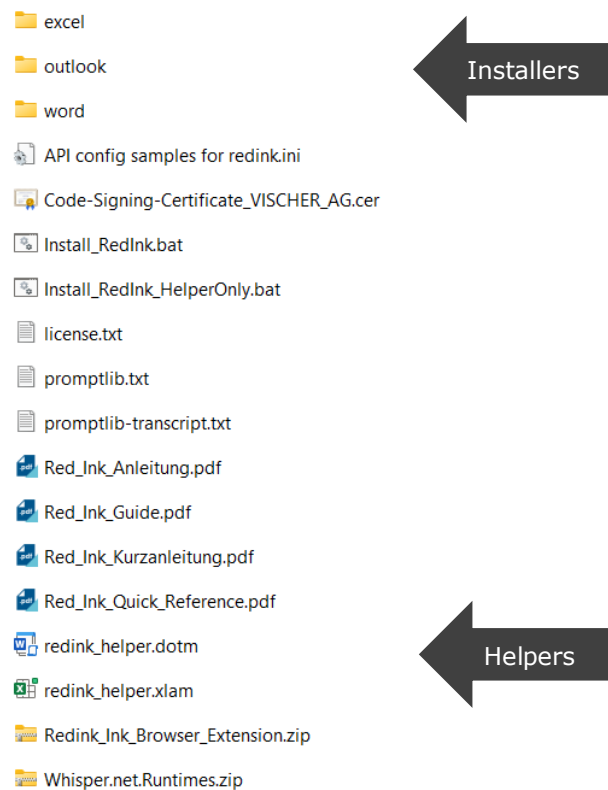 excel
outlook
Installers
word
API config samples for redink.ini
Code-Signing-Certificate_VISCHER_AG.cer
Install_RedInk.bat
Install_RedInk_HelperOnly.bat
license.txt
promptlib.txt
promptlib-transcript.txt
Red_Ink_Anleitung.pdf
Red_Ink_Guide.pdf
Red_Ink_Kurzanleitung.pdf
Red_Ink_Quick_Reference.pdf
redink_helper.dotm
Helpers
redink_helper.xlam
Redink_Ink_Browser_Extension.zip
Whisper.net.Runtimes.zip